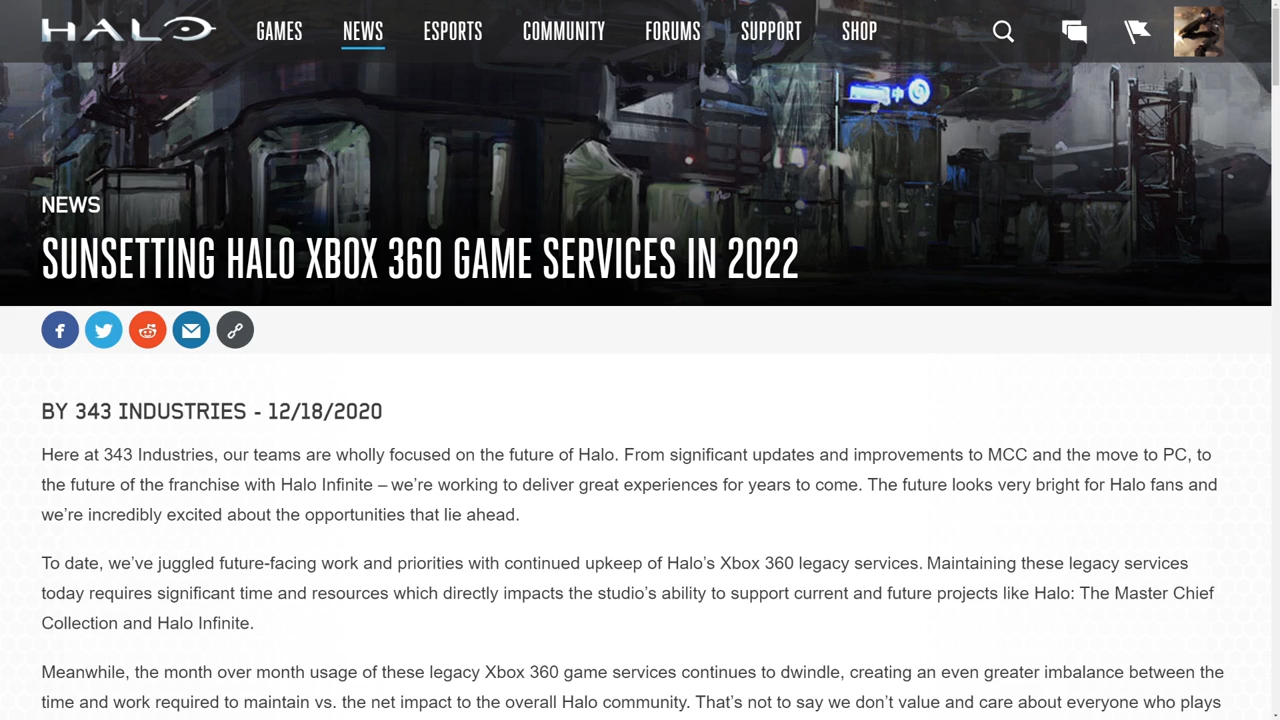 HALO
GAMES NEWS ESPORTS COMMUNITY FORUMS SUPPORT SHOP
NEWS
SUNSETTING HALO XBOX 360 GAME SERVICES IN 2022
BY 343 INDUSTRIES - 12/18/2020
Here at 343 Industries, our teams are wholly focused on the future of Halo. From significant updates and improvements to MCC and the move to PC, to
the future of the franchise with Halo Infinite – we’re working to deliver great experiences for years to come. The future looks very bright for Halo fans and
we’re incredibly excited about the opportunities that lie ahead.
To date, we’ve juggled future-facing work and priorities with continued upkeep of Halo’s Xbox 360 legacy services. Maintaining these legacy services
today requires significant time and resources which directly impacts the studio’s ability to support current and future projects like Halo: The Master Chief
Collection and Halo Infinite.
Meanwhile, the month over month usage of these legacy Xbox 360 game services continues to dwindle, creating an even greater imbalance between the
time and work required to maintain vs. the net impact to the overall Halo community. That’s not to say we don’t value and care about everyone who plays